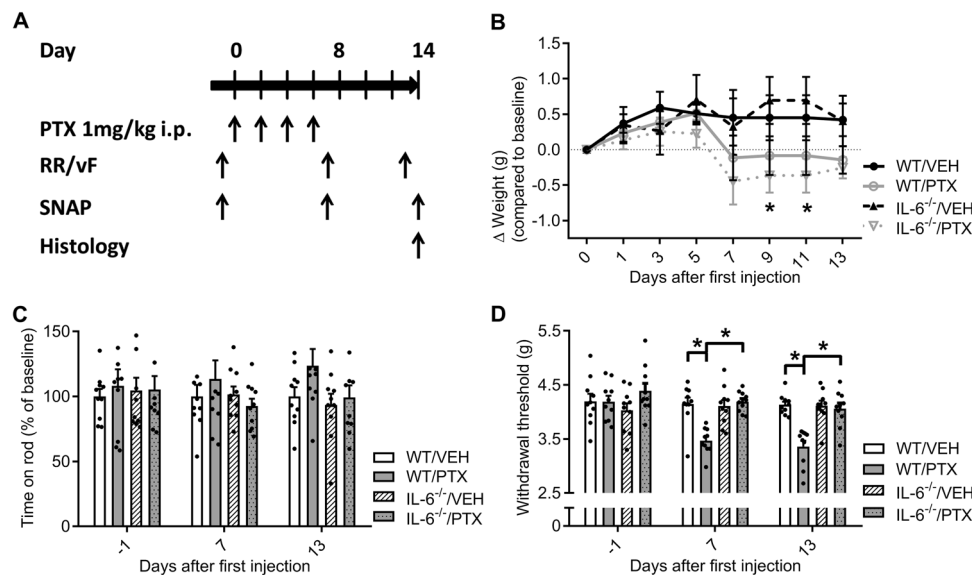 A
Day 0 8 14
PTX 1mg/kg i.p.
RR/vF
SNAP
Histology
B
Δ Weight (g)
(compared to baseline)
1.5
1.0
0.5
0.0
-0.5
-1.0
* *
0 1 3 5 7 9 11 13
Days after first injection
WT/VEH
WT/PTX
IL-6-/-/VEH
IL-6-/-/PTX
C
Time on rod (% of baseline)
150
100
50
0
-1 7 13
Days after first injection
WT/VEH
WT/PTX
IL-6-/-/VEH
IL-6-/-/PTX
D
Withdrawal threshold (g)
5.5
4.5
3.5
2.5
0
* * * *
-1 7 13
Days after first injection
WT/VEH
WT/PTX
IL-6-/-/VEH
IL-6-/-/PTX